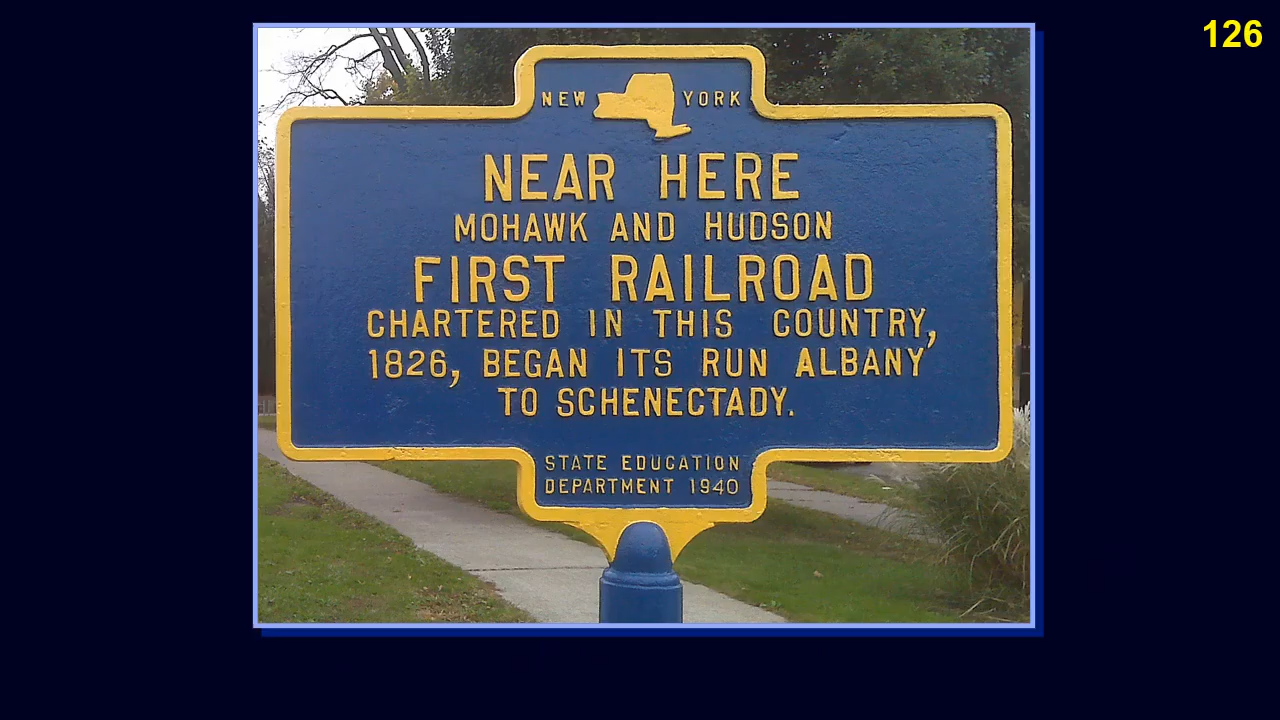 126
NEW YORK
NEAR HERE
MOHAWK AND HUDSON
FIRST RAILROAD
CHARTERED IN THIS COUNTRY,
1826, BEGAN ITS RUN ALBANY
TO SCHENECTADY.
STATE EDUCATION
DEPARTMENT 1940